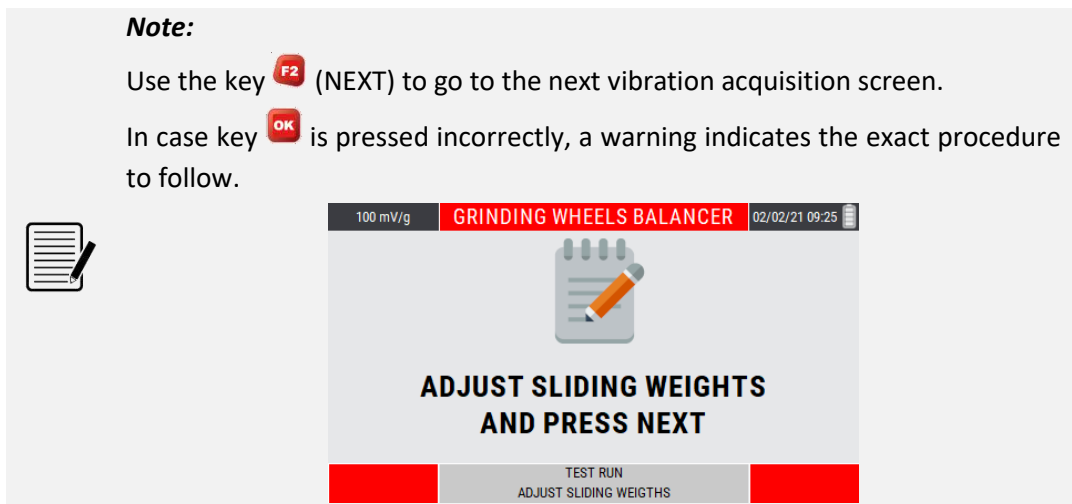 Note:
Use the key F2 (NEXT) to go to the next vibration acquisition screen.
In case key OK is pressed incorrectly, a warning indicates the exact procedure
to follow.
100 mV/g GRINDING WHEELS BALANCER 02/02/21 09:25
ADJUST SLIDING WEIGHTS
AND PRESS NEXT
TEST RUN
ADJUST SLIDING WEIGTHS